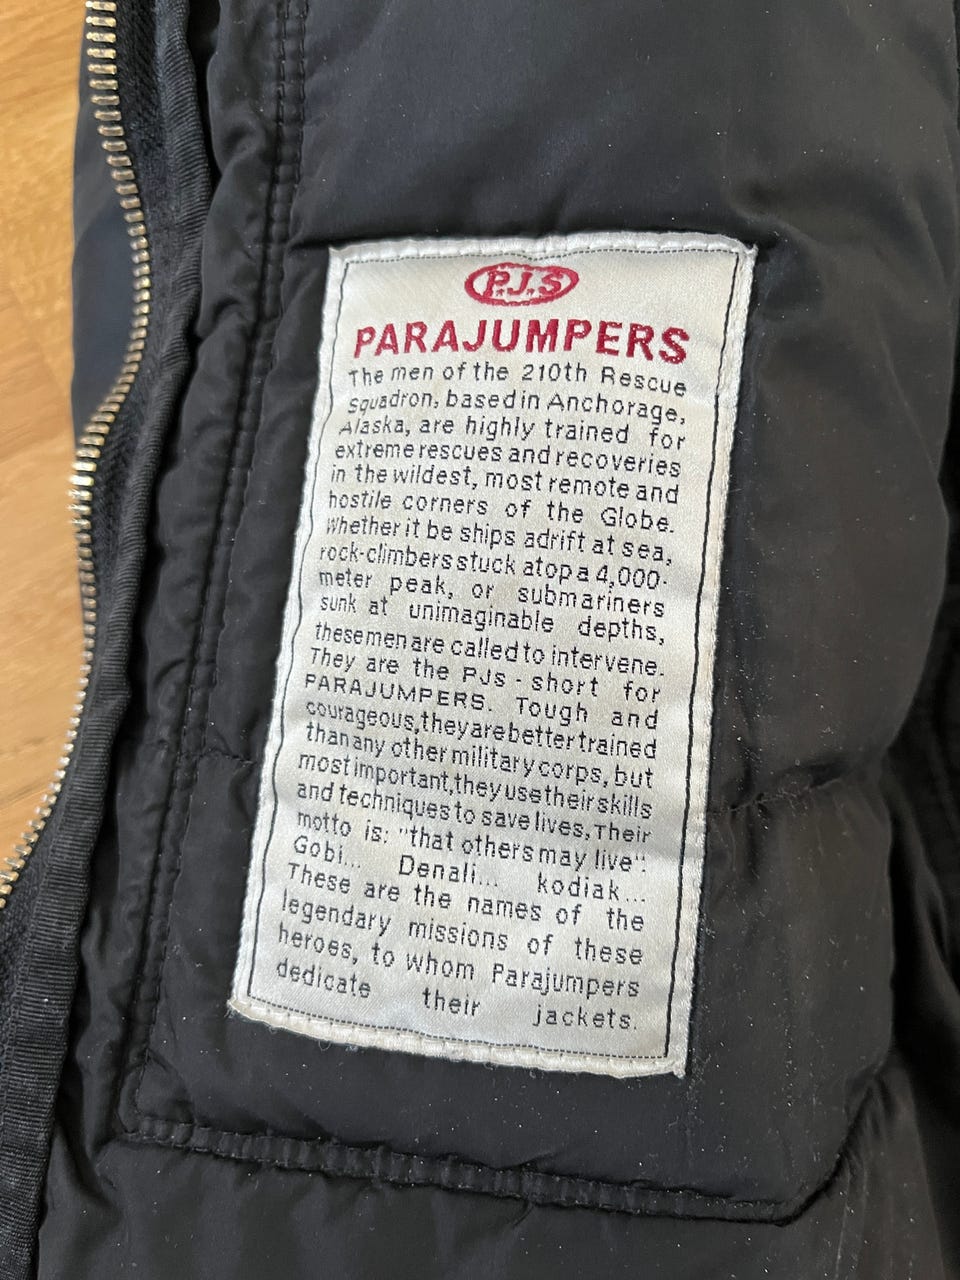 P.J.S
PARAJUMPERS
The men of the 210th Rescue
Squadron, based in Anchorage,
Alaska, are highly trained for
extreme rescues and recoveries
in the wildest, most remote and
hostile corners of the Globe.
Whether it be ships adrift at sea,
rock-climbers stuck atop a 4,000-
meter peak, or submariners
sunk at unimaginable depths,
these men are called to intervene.
They are the PJs - short for
PARAJUMPERS. Tough and
courageous, they are better trained
than any other military corps, but
most important, they use their skills
and techniques to save lives, Their
motto is: "that others may live":
Gobi... Denali... kodiak...
These are the names of the
legendary missions of these
heroes, to whom Parajumpers
dedicate their jackets.